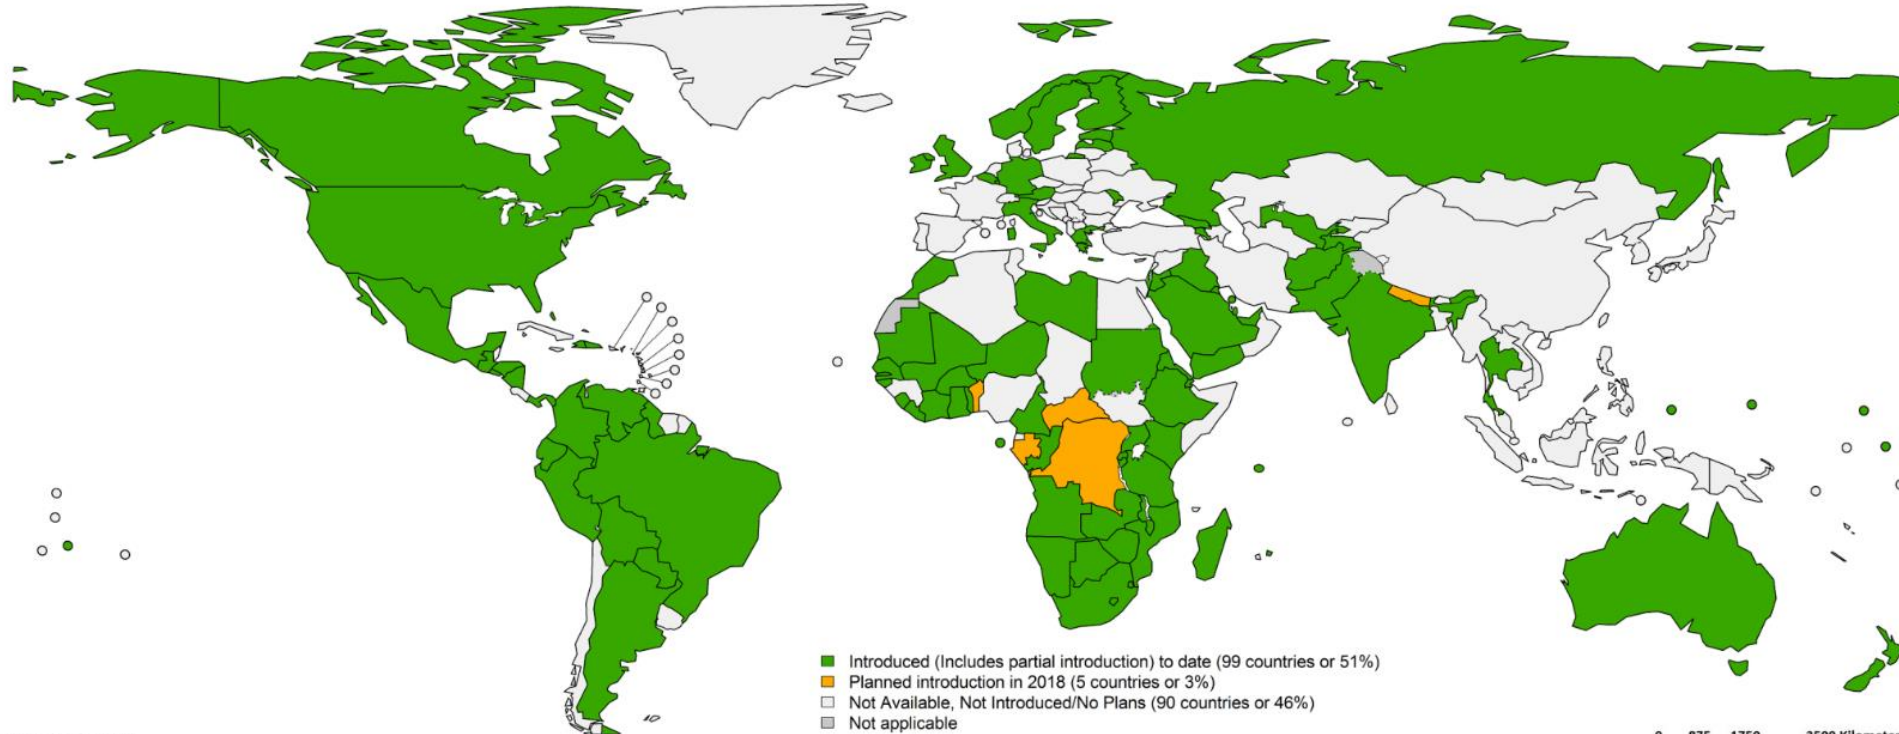 Introduced (Includes partial introduction) to date (99 countries or 51%)
Planned introduction in 2018 (5 countries or 3%)
Not Available, Not Introduced/No Plans (90 countries or 46%)
Not applicable